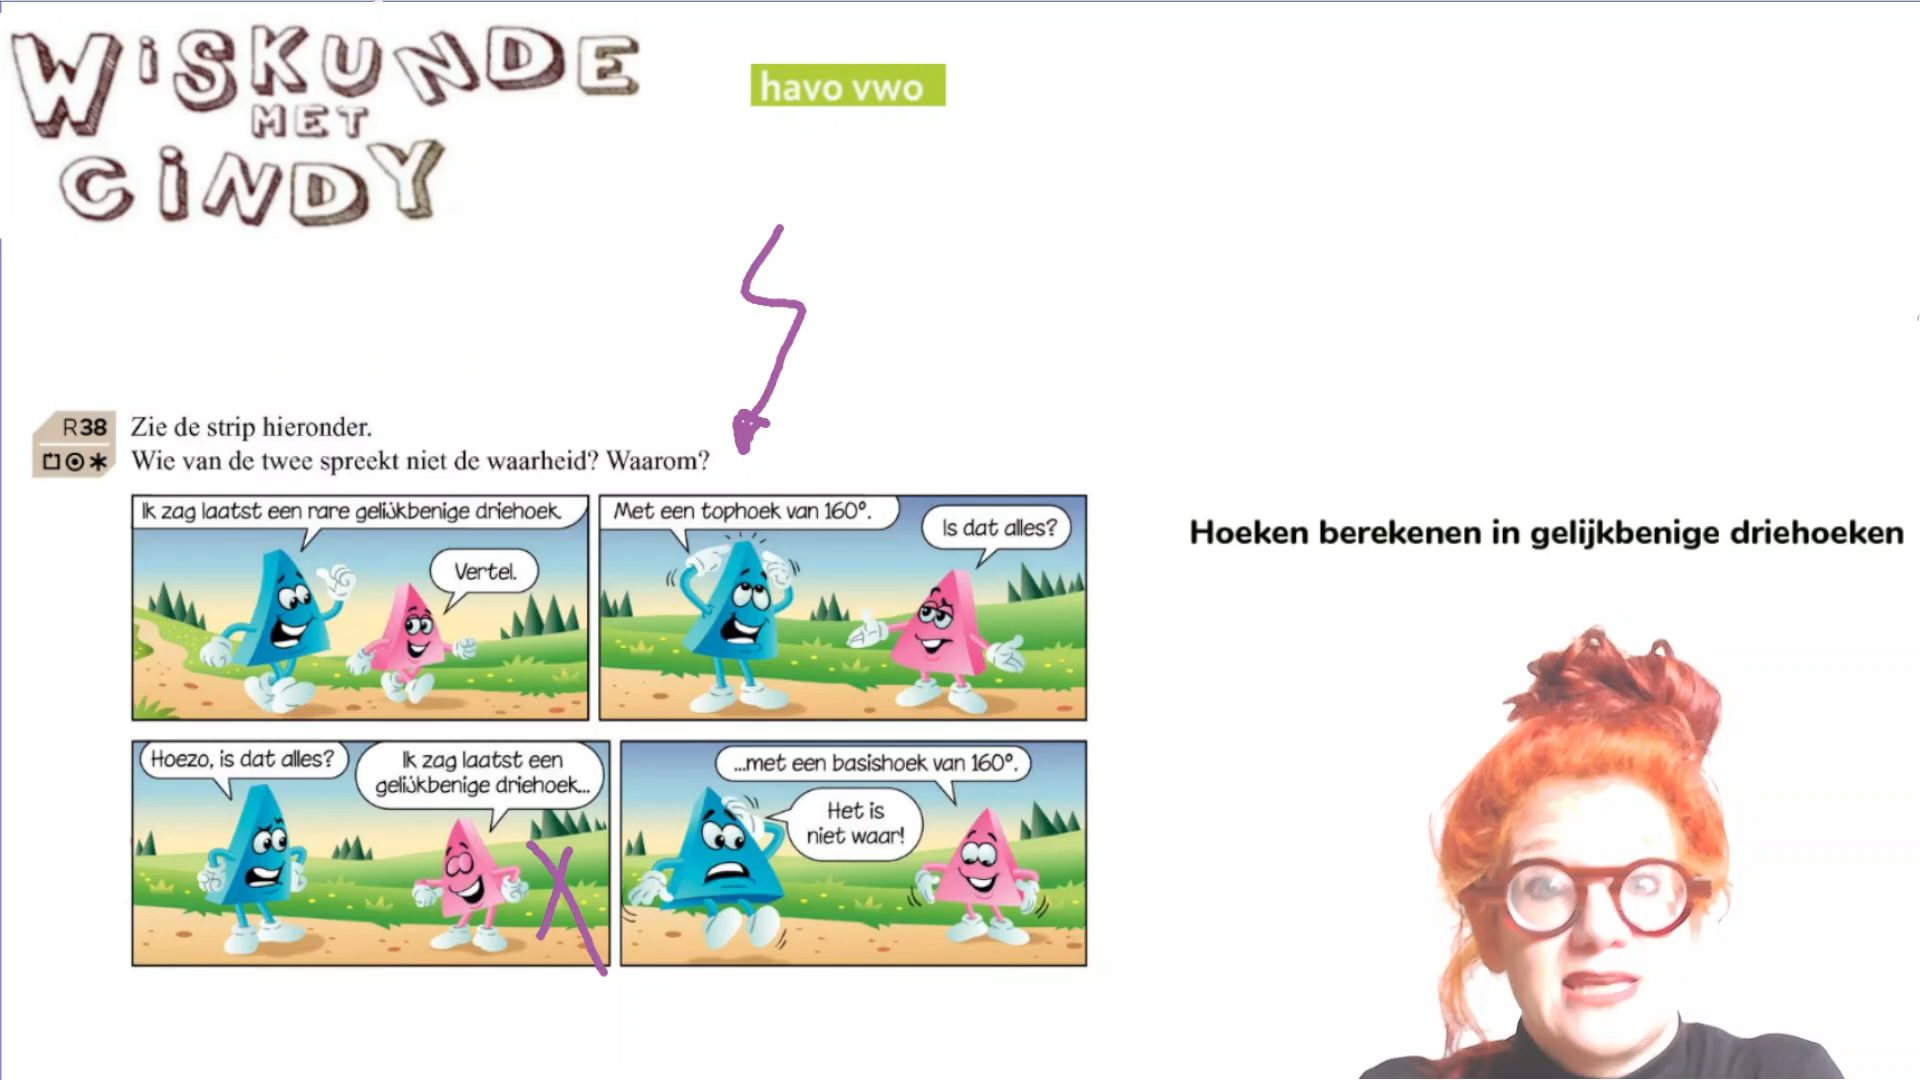 WiSKUNDE
MET
CiNDY
havo vwo
R38
Zie de strip hieronder.
Wie van de twee spreekt niet de waarheid? Waarom?
Ik zag laatst een rare gelijkbenige driehoek.
Vertel.
Met een tophoek van 160°.
Is dat alles?
Hoezo, is dat alles?
Ik zag laatst een
gelijkbenige driehoek...
...met een basishoek van 160°.
Het is
niet waar!
Hoeken berekenen in gelijkbenige driehoeken